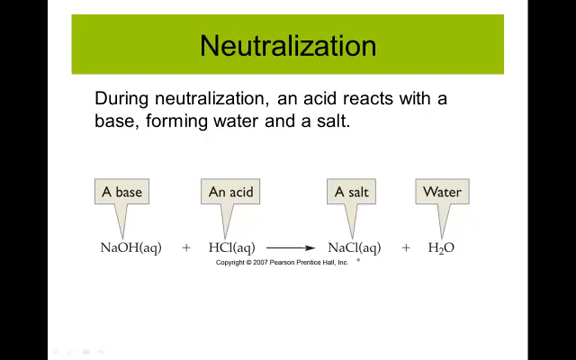 Neutralization
During neutralization, an acid reacts with a
base, forming water and a salt.
A base An acid A salt Water
NaOH(aq) + HCl(aq) ⟶ NaCl(aq) + H₂O
Copyright © 2007 Pearson Prentice Hall, Inc.